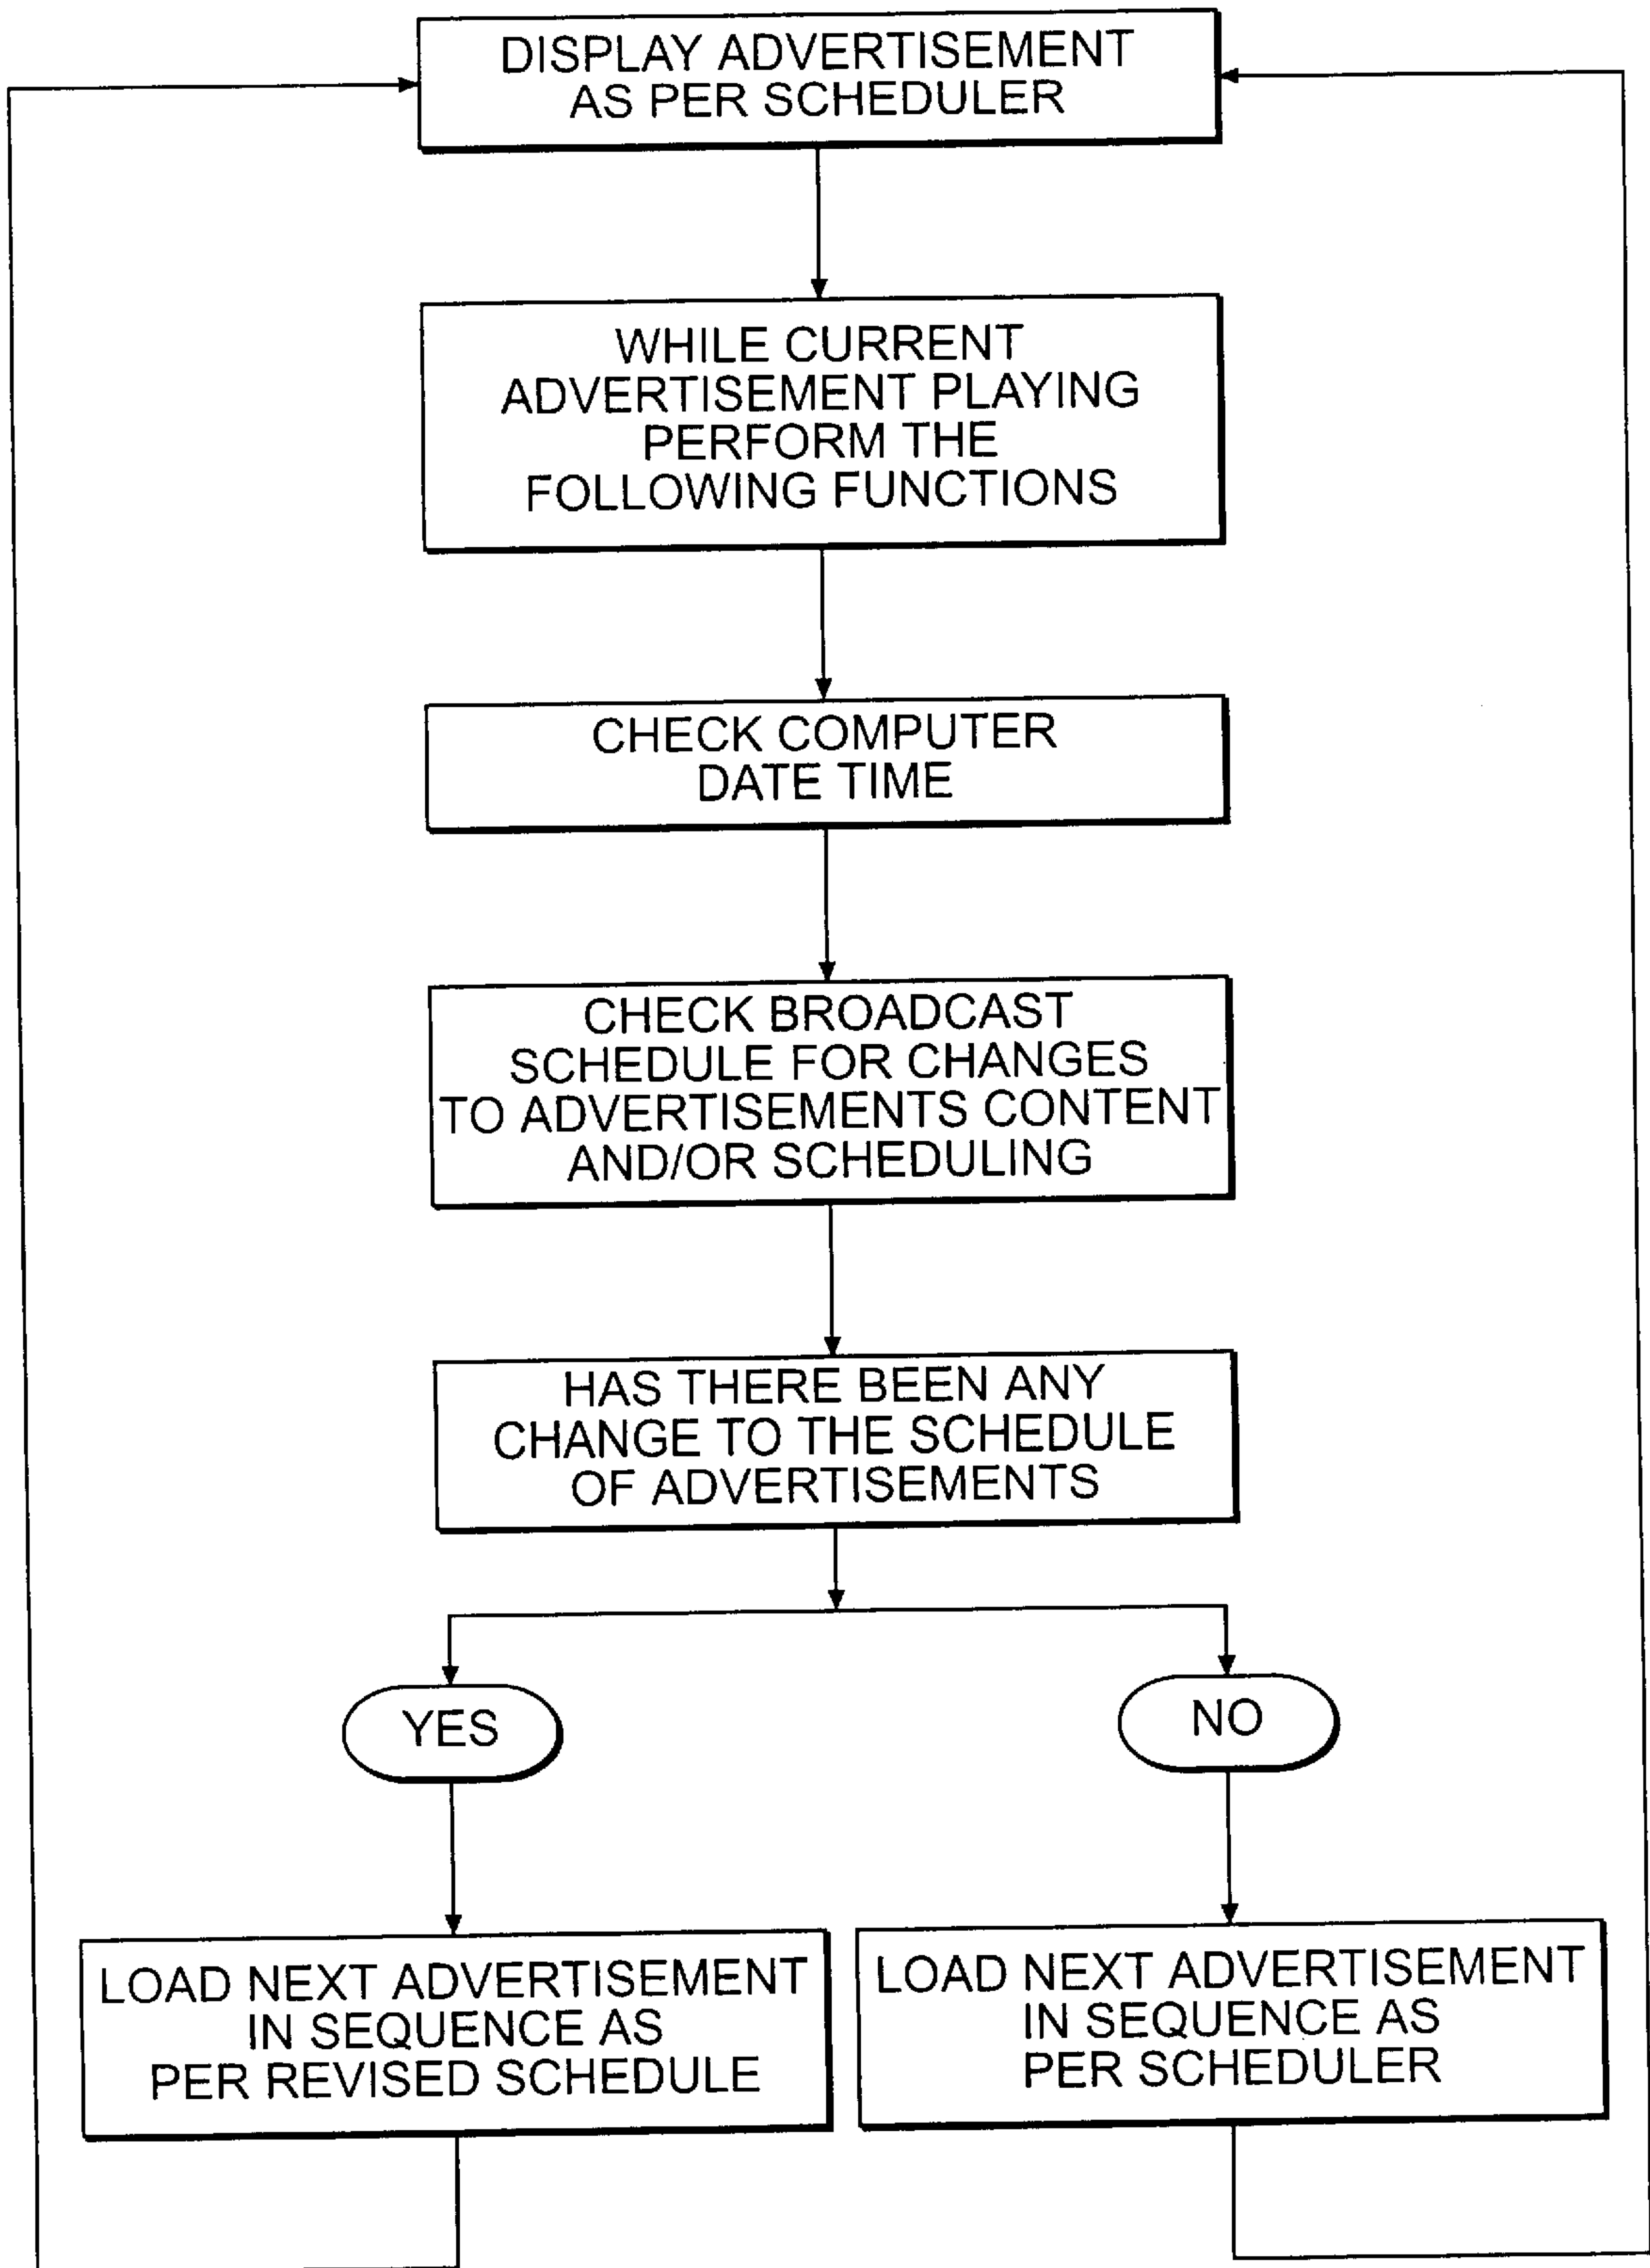 DISPLAY ADVERTISEMENT
AS PER SCHEDULER
WHILE CURRENT
ADVERTISEMENT PLAYING
PERFORM THE
FOLLOWING FUNCTIONS
CHECK COMPUTER
DATE TIME
CHECK BROADCAST
SCHEDULE FOR CHANGES
TO ADVERTISEMENTS CONTENT
AND/OR SCHEDULING
HAS THERE BEEN ANY
CHANGE TO THE SCHEDULE
OF ADVERTISEMENTS
YES
NO
LOAD NEXT ADVERTISEMENT
IN SEQUENCE AS
PER REVISED SCHEDULE
LOAD NEXT ADVERTISEMENT
IN SEQUENCE AS
PER SCHEDULER